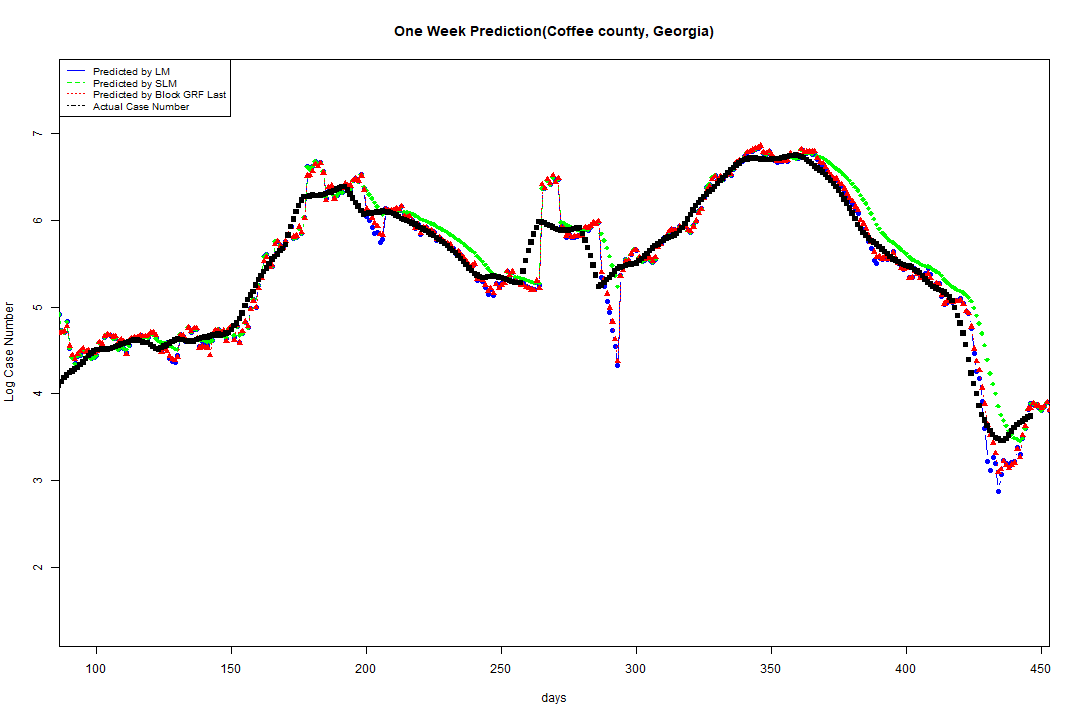 One Week Prediction(Coffee county, Georgia)
Predicted by LM
Predicted by SLM
Predicted by Block GRF Last
Actual Case Number
Log Case Number
7
6
5
4
3
2
100 150 200 250 300 350 400 450
days